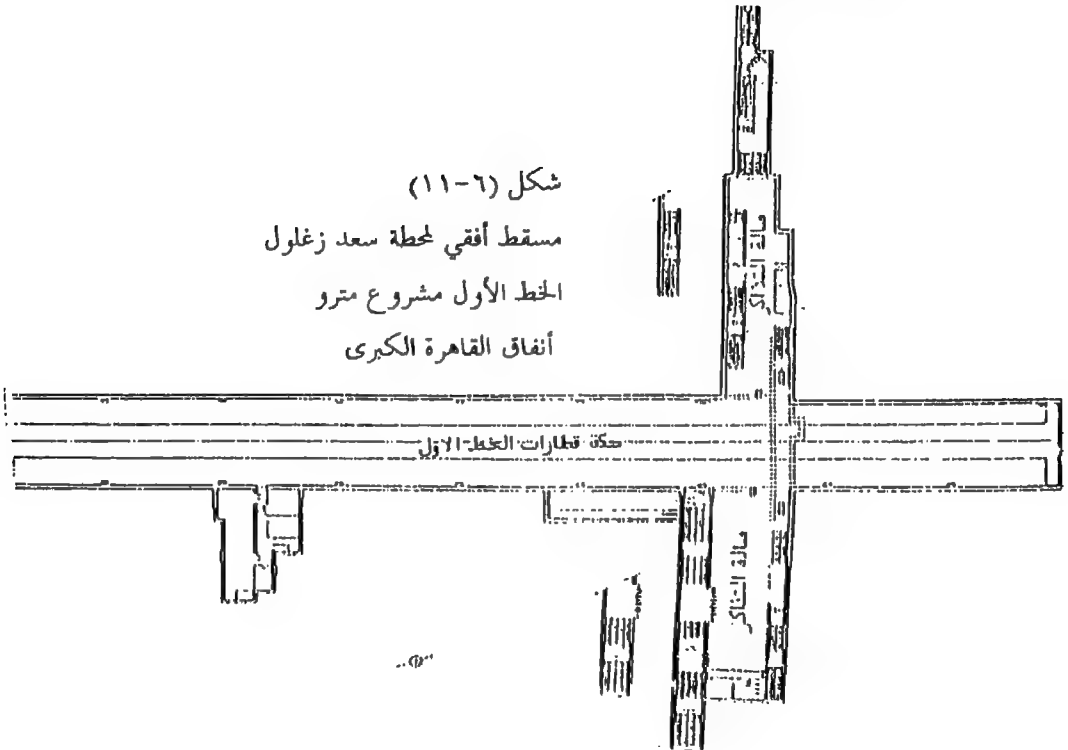 شكل (٦-١١)
مسقط أفقي لمحطة سعد زغلول
الخط الأول مشروع مترو
أنفاق القاهرة الكبرى
صالة التذاكر
سكة قطارات الخط الاول
صالة التذاكر